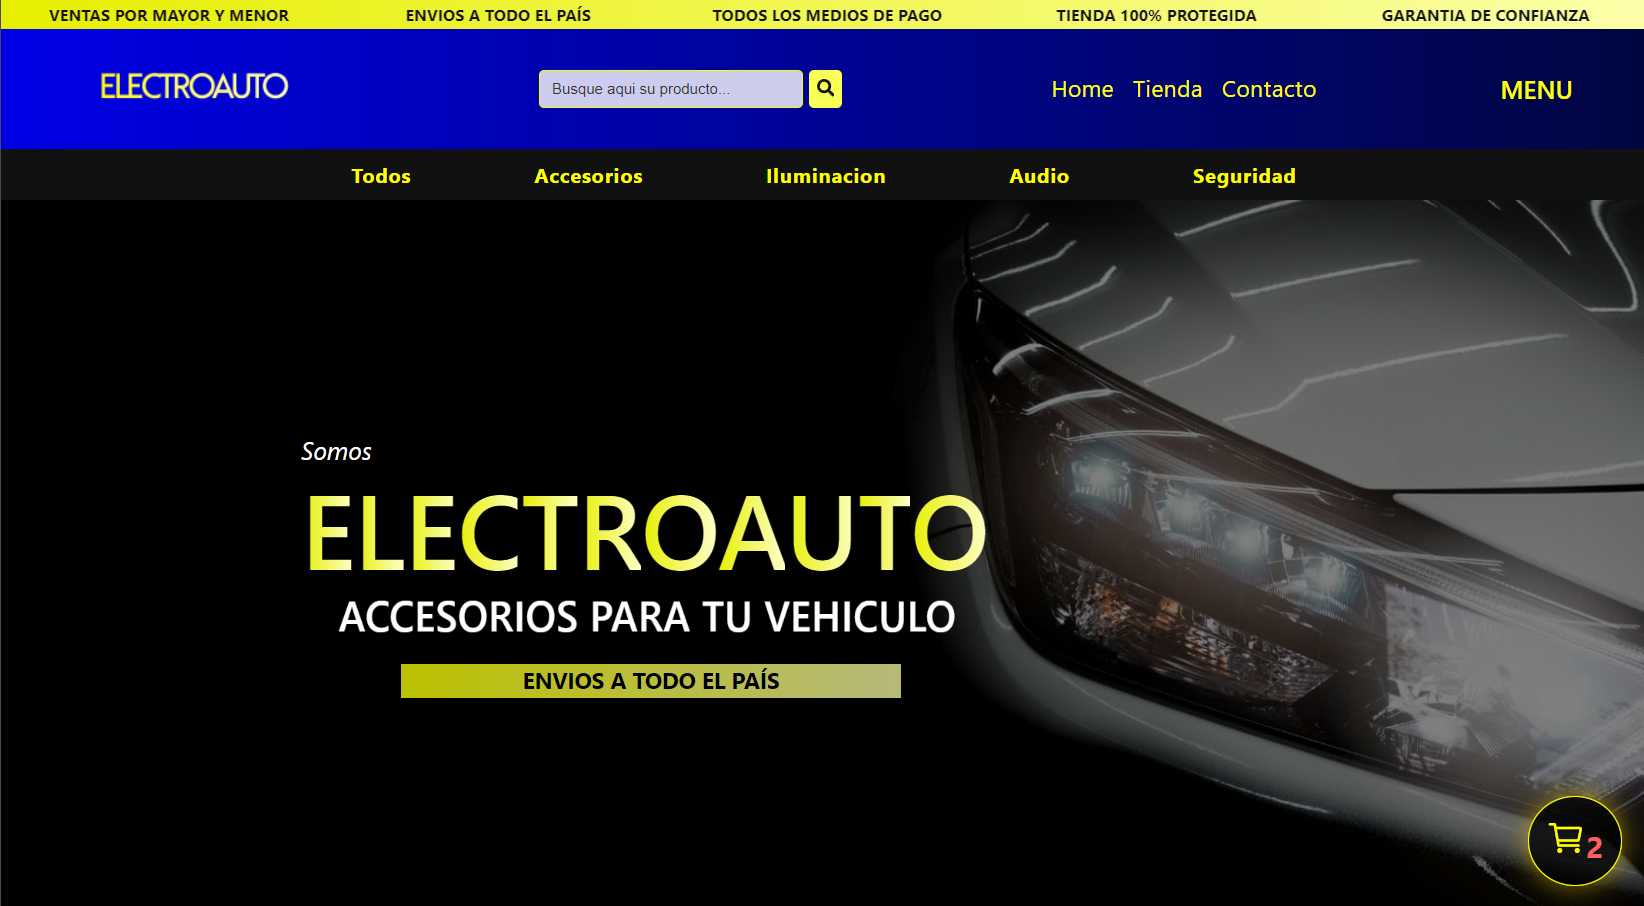 VENTAS POR MAYOR Y MENOR
ENVIOS A TODO EL PAÍS
TODOS LOS MEDIOS DE PAGO
TIENDA 100% PROTEGIDA
GARANTIA DE CONFIANZA
ELECTROAUTO
Busque aqui su producto...
Home
Tienda
Contacto
MENU
Todos
Accesorios
Iluminacion
Audio
Seguridad
Somos
ELECTROAUTO
ACCESORIOS PARA TU VEHICULO
ENVIOS A TODO EL PAÍS
2